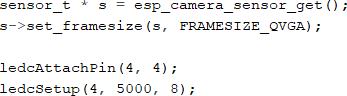 sensor_t * s = esp_camera_sensor_get();
s->set_framesize(s, FRAMESIZE_QVGA);
ledcAttachPin(4, 4);
ledcSetup(4, 5000, 8);